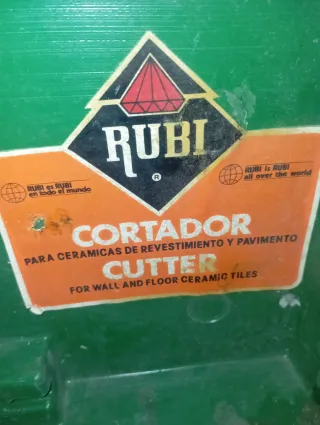 RUBI
®
RUBI es RUBI
en todo el mundo
RUBI is RUBI
all over the world
CORTADOR
PARA CERAMICAS DE REVESTIMIENTO Y PAVIMENTO
CUTTER
FOR WALL AND FLOOR CERAMIC TILES